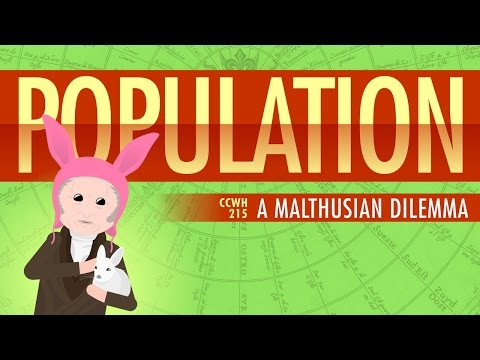 POPULATION
CCWH
215
A MALTHUSIAN DILEMMA